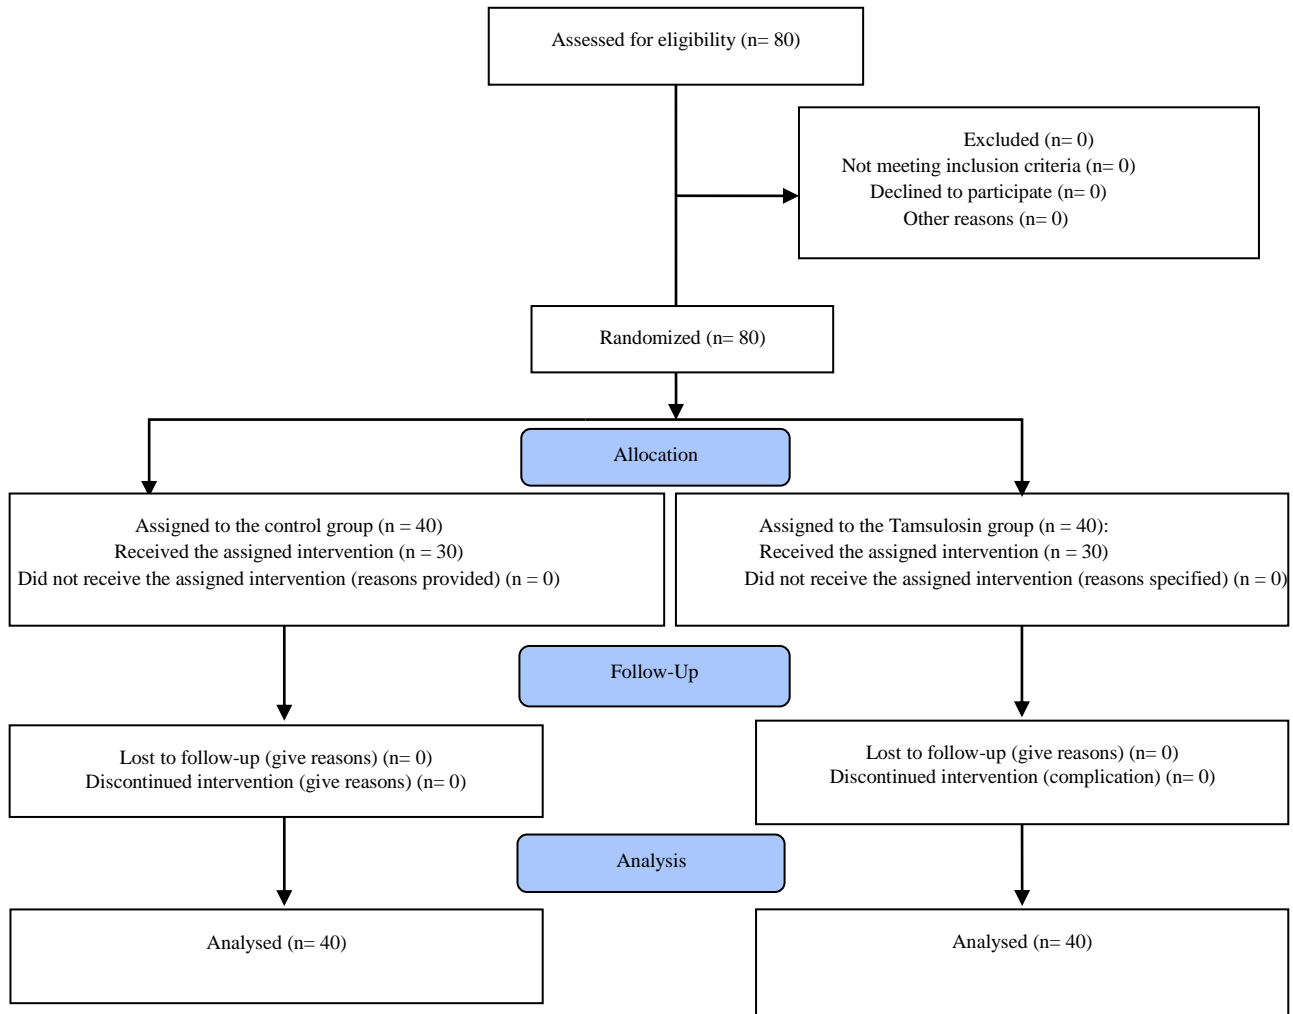 Assessed for eligibility (n= 80)
Excluded (n= 0)
Not meeting inclusion criteria (n= 0)
Declined to participate (n= 0)
Other reasons (n= 0)
Randomized (n= 80)
Allocation
Assigned to the control group (n = 40)
Received the assigned intervention (n = 30)
Did not receive the assigned intervention (reasons provided) (n = 0)
Assigned to the Tamsulosin group (n = 40):
Received the assigned intervention (n = 30)
Did not receive the assigned intervention (reasons specified) (n = 0)
Follow-Up
Lost to follow-up (give reasons) (n= 0)
Discontinued intervention (give reasons) (n= 0)
Lost to follow-up (give reasons) (n= 0)
Discontinued intervention (complication) (n= 0)
Analysis
Analysed (n= 40)
Analysed (n= 40)